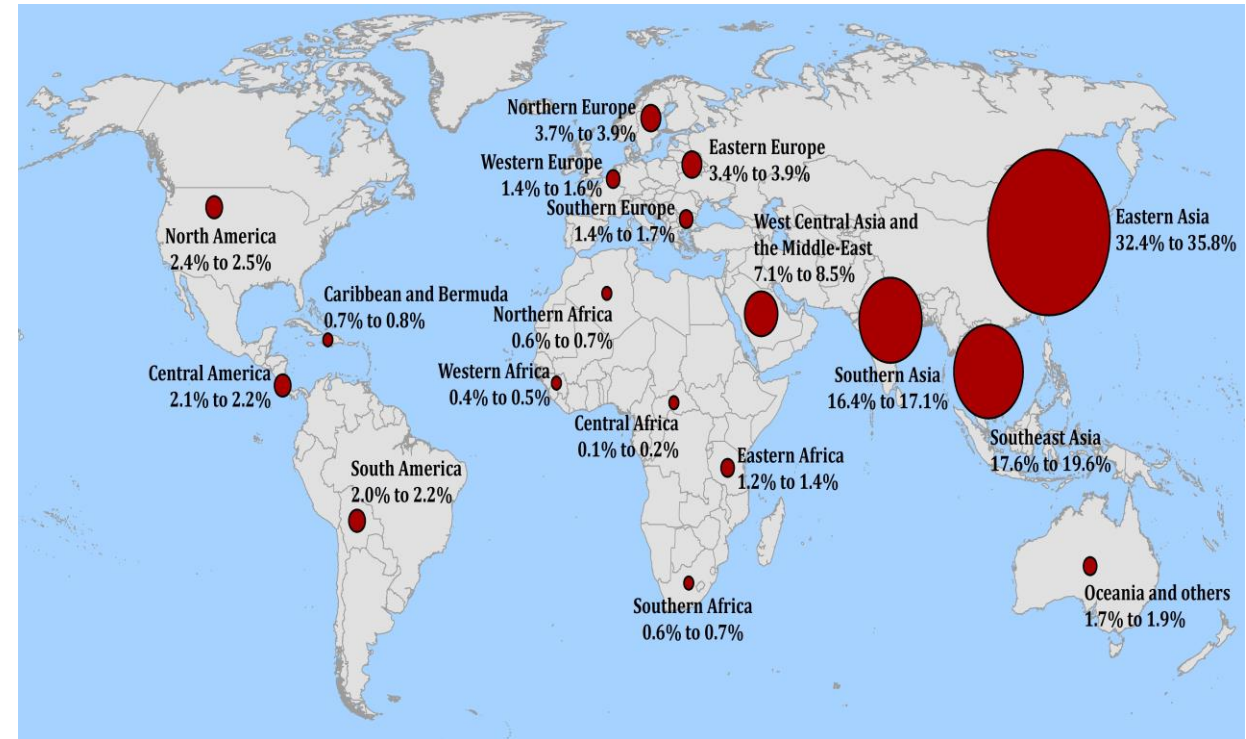 Northern Europe
3.7% to 3.9%
Eastern Europe
3.4% to 3.9%
Western Europe
1.4% to 1.6%
Southern Europe
1.4% to 1.7%
West Central Asia and
the Middle-East
7.1% to 8.5%
Eastern Asia
32.4% to 35.8%
North America
2.4% to 2.5%
Caribbean and Bermuda
0.7% to 0.8%
Northern Africa
0.6% to 0.7%
Central America
2.1% to 2.2%
Western Africa
0.4% to 0.5%
Southern Asia
16.4% to 17.1%
Central Africa
0.1% to 0.2%
Southeast Asia
17.6% to 19.6%
Eastern Africa
1.2% to 1.4%
South America
2.0% to 2.2%
Oceania and others
1.7% to 1.9%
Southern Africa
0.6% to 0.7%